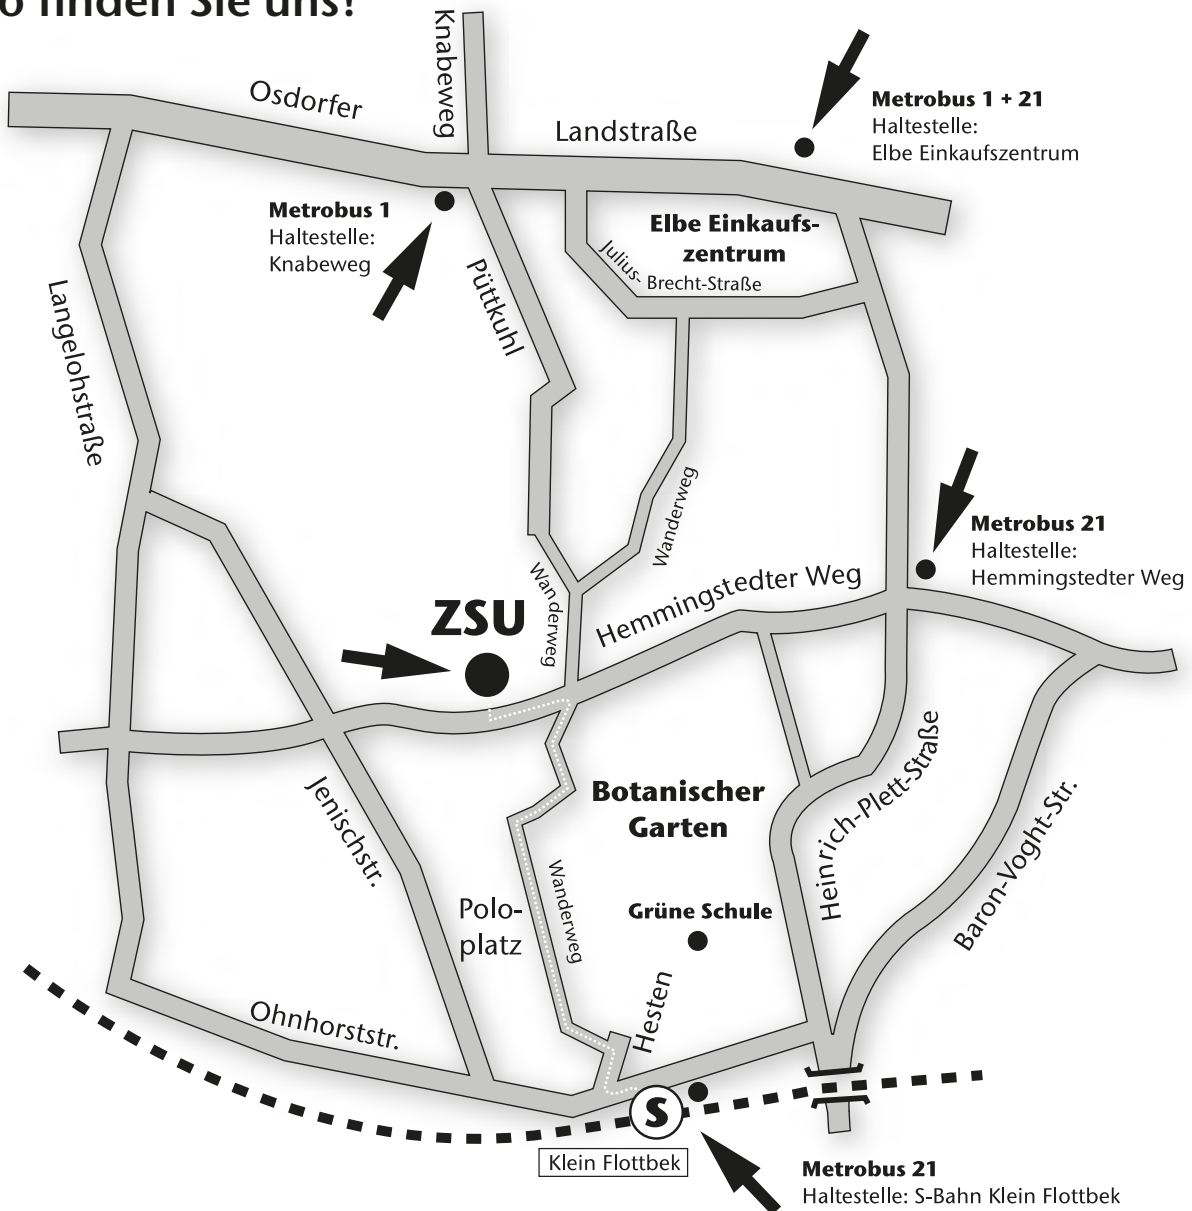 o finden Sie uns?
Knabeweg
Osdorfer
Landstraße
Metrobus 1 + 21
Haltestelle:
Elbe Einkaufszentrum
Metrobus 1
Haltestelle:
Knabeweg
Elbe Einkaufs-
zentrum
Julius-
Brecht-Straße
Püttkuhl
Langelohstraße
Wanderweg
Metrobus 21
Haltestelle:
Hemmingstedter Weg
Wanderweg
Hemmingstedter Weg
ZSU
Jenischstr.
Botanischer
Garten
Heinrich-Plett-Straße
Baron-Voght-Str.
Wanderweg
Polo-
platz
Grüne Schule
Hesten
Ohnhorststr.
S
Klein Flottbek
Metrobus 21
Haltestelle: S-Bahn Klein Flottbek